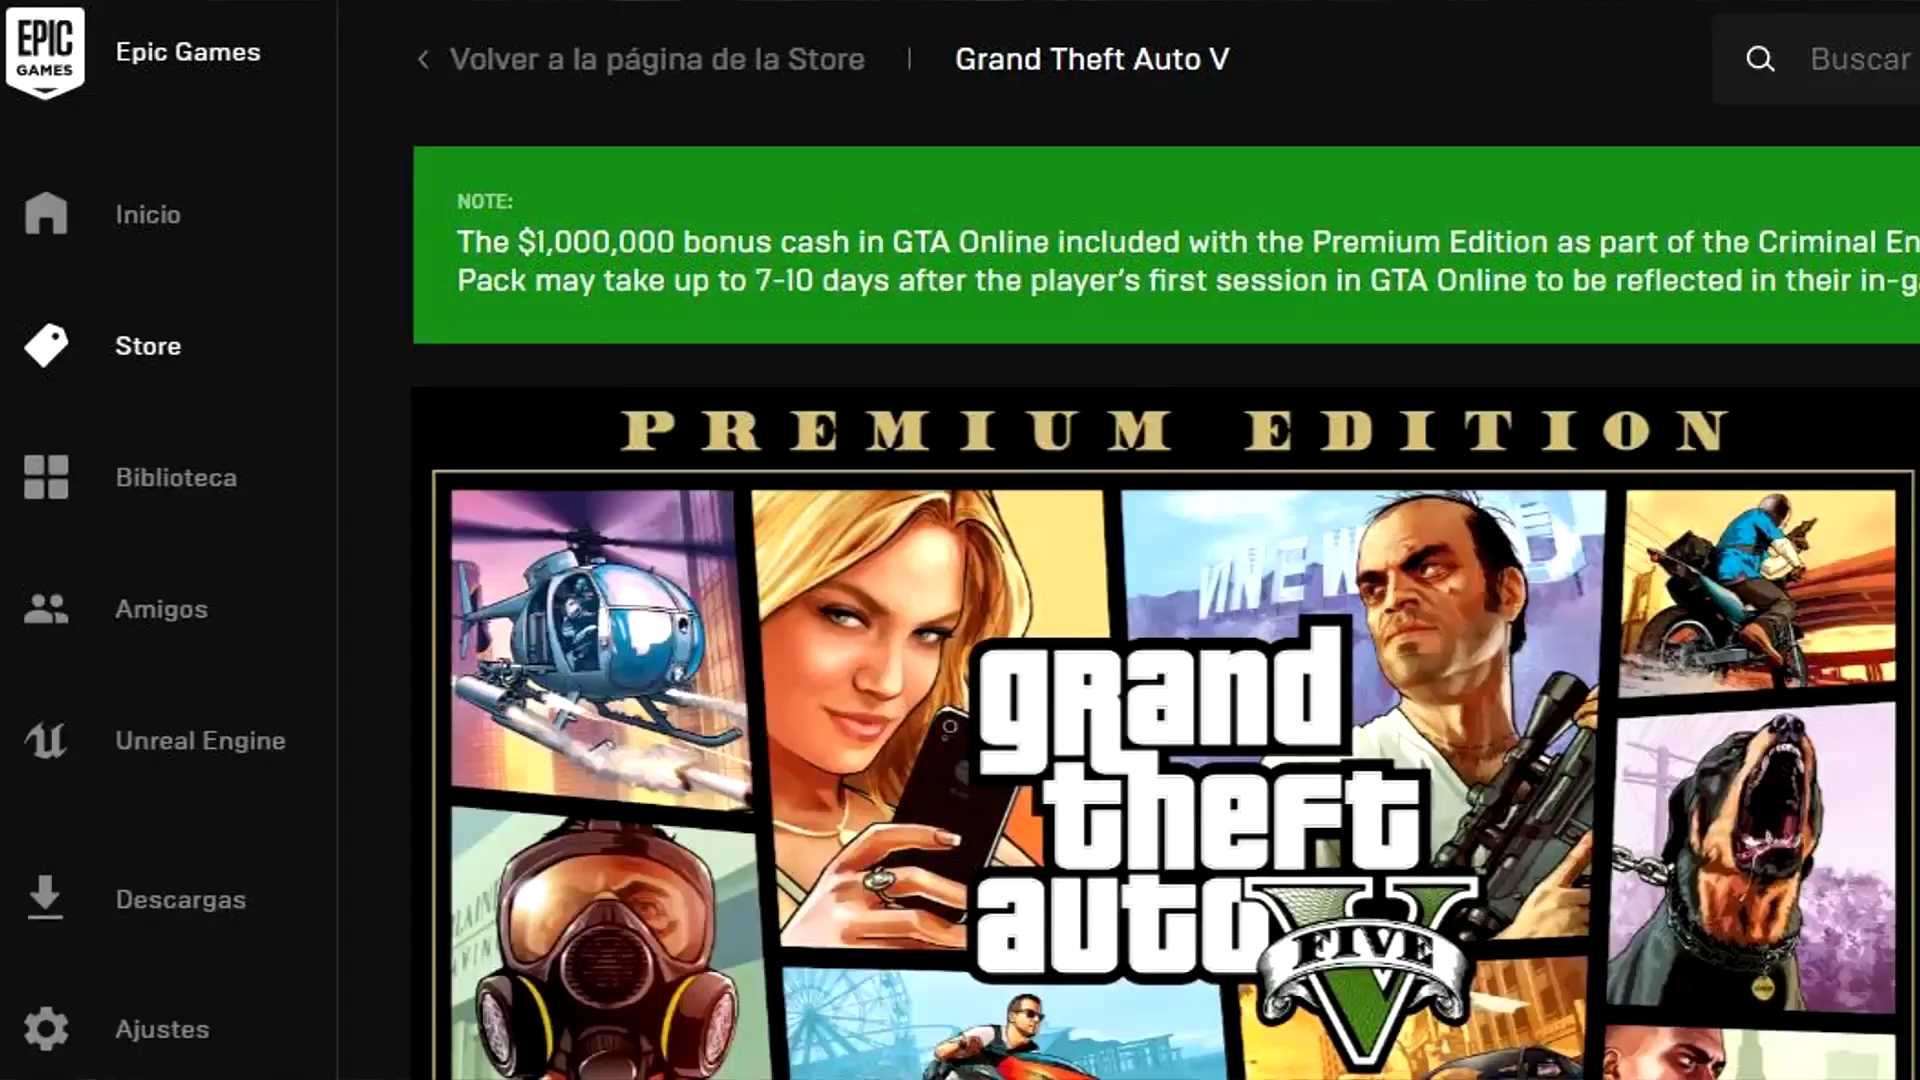 EPIC
GAMES
Epic Games
Volver a la página de la Store
Grand Theft Auto V
Buscar
Inicio
Store
Biblioteca
Amigos
Unreal Engine
Descargas
Ajustes
NOTE:
The $1,000,000 bonus cash in GTA Online included with the Premium Edition as part of the Criminal En
Pack may take up to 7-10 days after the player's first session in GTA Online to be reflected in their in-g
PREMIUM EDITION
VINEW
grand
theft
auto
V
FIVE